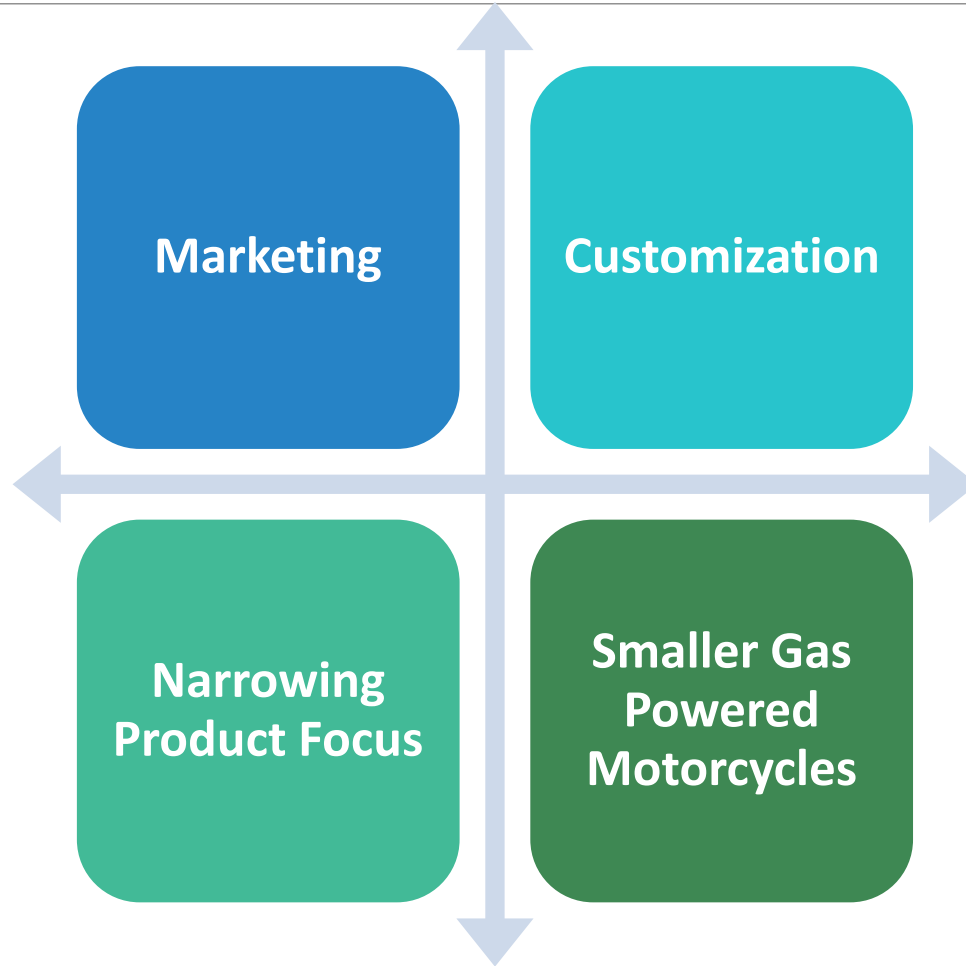 Marketing
Customization
Narrowing
Product Focus
Smaller Gas
Powered
Motorcycles